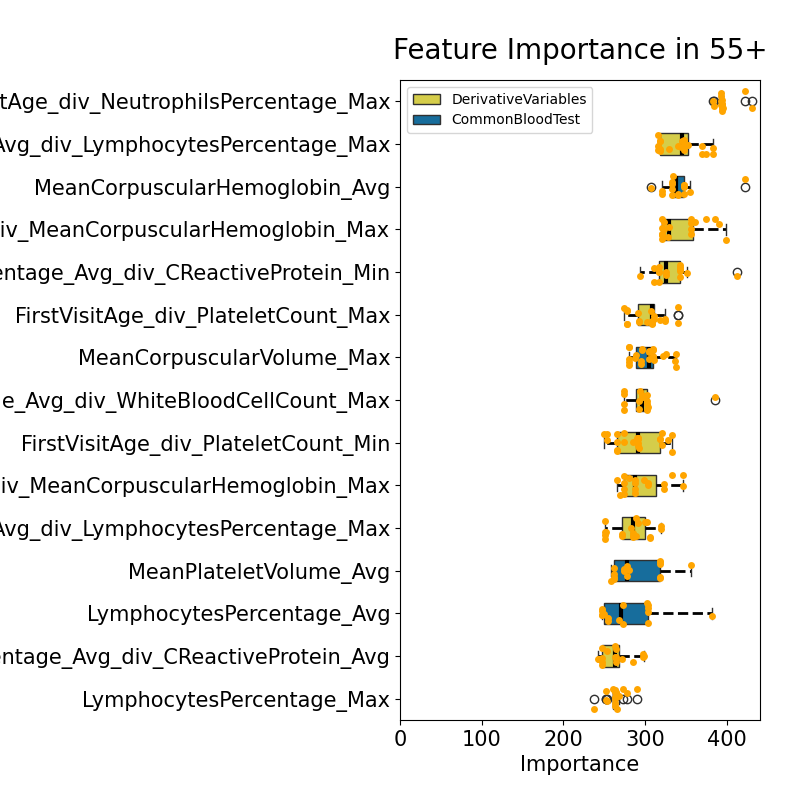 Feature Importance in 55+
DerivativeVariables
CommonBloodTest
tAge_div_NeutrophilsPercentage_Max
Avg_div_LymphocytesPercentage_Max
MeanCorpuscularHemoglobin_Avg
iv_MeanCorpuscularHemoglobin_Max
entage_Avg_div_CReactiveProtein_Min
FirstVisitAge_div_PlateletCount_Max
MeanCorpuscularVolume_Max
e_Avg_div_WhiteBloodCellCount_Max
FirstVisitAge_div_PlateletCount_Min
iv_MeanCorpuscularHemoglobin_Max
Avg_div_LymphocytesPercentage_Max
MeanPlateletVolume_Avg
LymphocytesPercentage_Avg
entage_Avg_div_CReactiveProtein_Avg
LymphocytesPercentage_Max
0 100 200 300 400
Importance